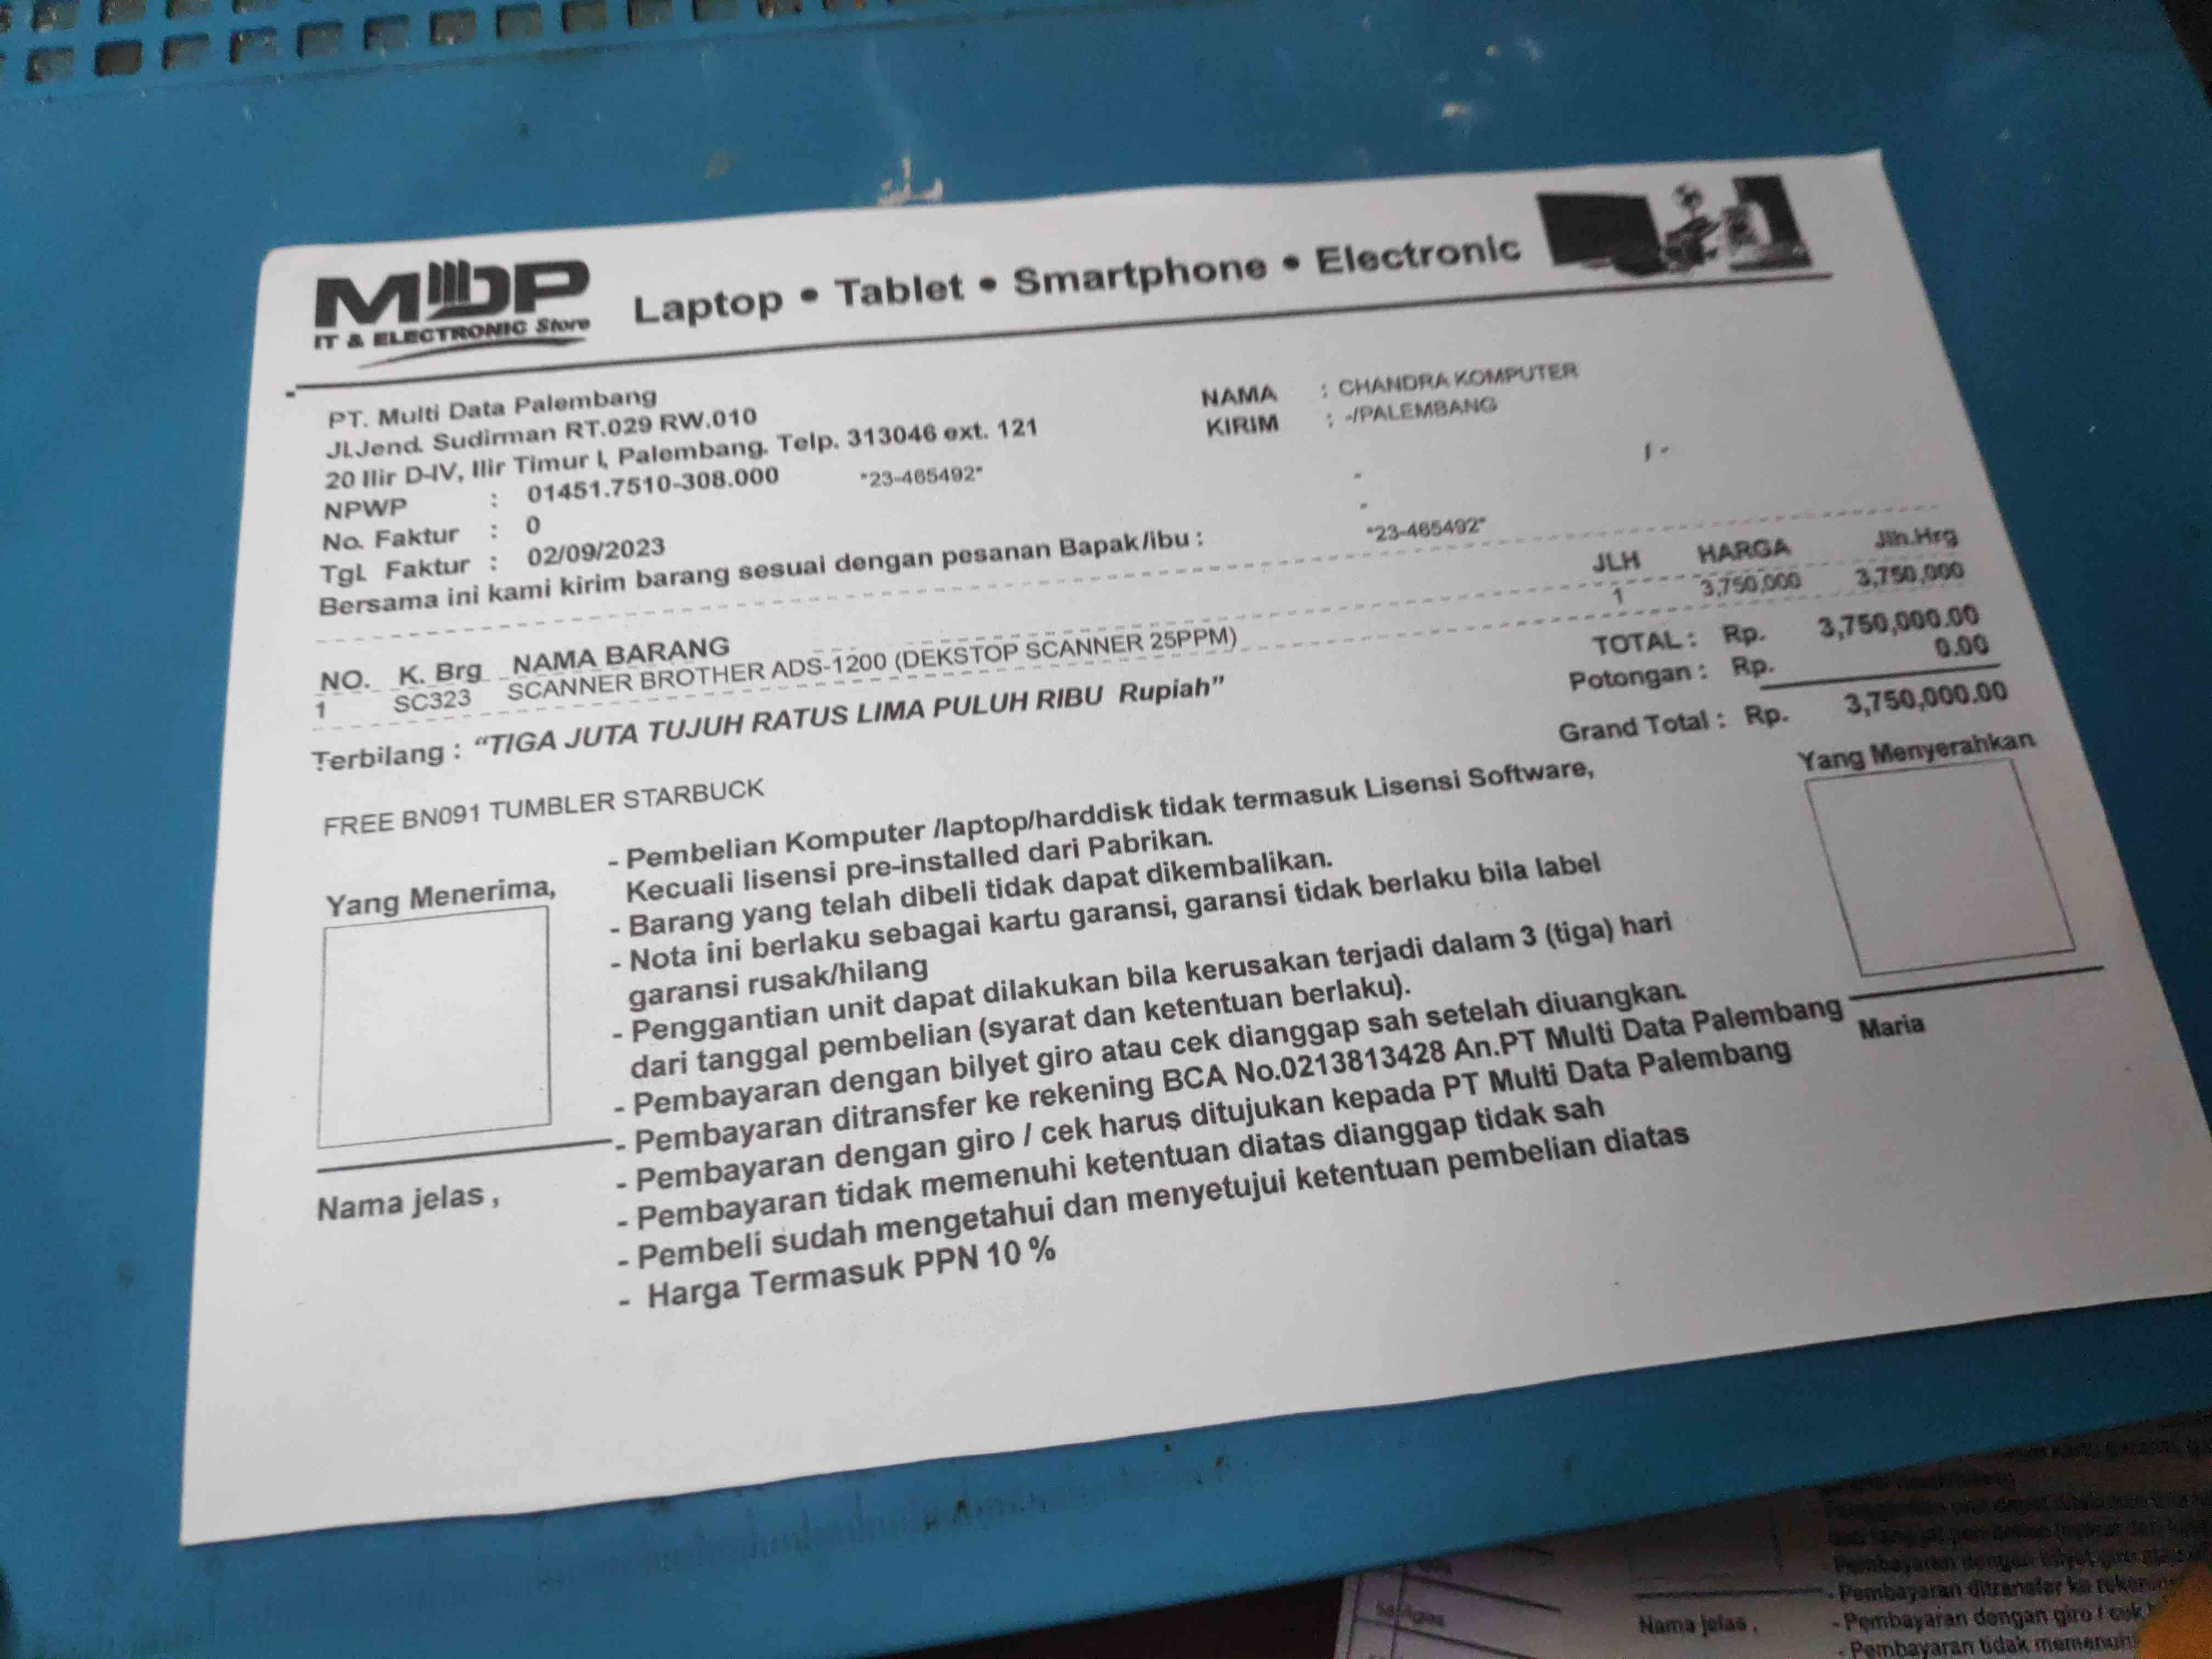 MDP
IT & ELECTRONIC Store
Laptop • Tablet • Smartphone • Electronic
PT. Multi Data Palembang
Jl.Jend. Sudirman RT.029 RW.010
20 Ilir D-IV, Ilir Timur I, Palembang. Telp. 313046 ext. 121
NPWP : 01451.7510-308.000 *23-465492*
No. Faktur : 0
Tgl. Faktur : 02/09/2023
NAMA : CHANDRA KOMPUTER
KIRIM : -/PALEMBANG
/ -
-
-
Bersama ini kami kirim barang sesuai dengan pesanan Bapak/ibu : *23-465492*
NO. K. Brg NAMA BARANG JLH HARGA Jlh.Hrg
1 SC323 SCANNER BROTHER ADS-1200 (DEKSTOP SCANNER 25PPM) 1 3,750,000 3,750,000
TOTAL : Rp. 3,750,000.00
Potongan : Rp. 0.00
Grand Total : Rp. 3,750,000.00
Terbilang : “TIGA JUTA TUJUH RATUS LIMA PULUH RIBU Rupiah”
FREE BN091 TUMBLER STARBUCK
Yang Menerima,
Nama jelas ,
- Pembelian Komputer /laptop/harddisk tidak termasuk Lisensi Software,
Kecuali lisensi pre-installed dari Pabrikan.
- Barang yang telah dibeli tidak dapat dikembalikan.
- Nota ini berlaku sebagai kartu garansi, garansi tidak berlaku bila label
garansi rusak/hilang
- Penggantian unit dapat dilakukan bila kerusakan terjadi dalam 3 (tiga) hari
dari tanggal pembelian (syarat dan ketentuan berlaku).
- Pembayaran dengan bilyet giro atau cek dianggap sah setelah diuangkan.
- Pembayaran ditransfer ke rekening BCA No.0213813428 An.PT Multi Data Palembang
- Pembayaran dengan giro / cek harus ditujukan kepada PT Multi Data Palembang
- Pembayaran tidak memenuhi ketentuan diatas dianggap tidak sah
- Pembeli sudah mengetahui dan menyetujui ketentuan pembelian diatas
- Harga Termasuk PPN 10 %
Yang Menyerahkan
Maria
Nama jelas ,
- Pembayaran ditransfer ke
- Pembayaran dengan giro /
- Pembayaran tidak